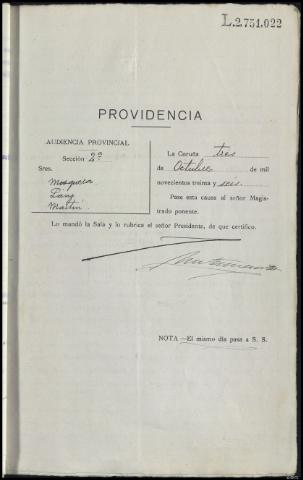 L.2.751.022
PROVIDENCIA
AUDIENCIA PROVINCIAL
Sección 2ª
Sres.
Mosquera
Martin
La Coruña tres
de Octubre de mil
novecientos treinta y seis.
Pase esta causa al señor Magis-
trado ponente.
Lo mandó la Sala y lo rubrica el señor Presidente, de que certifico.
NOTA—El mismo día pasa a S. S.